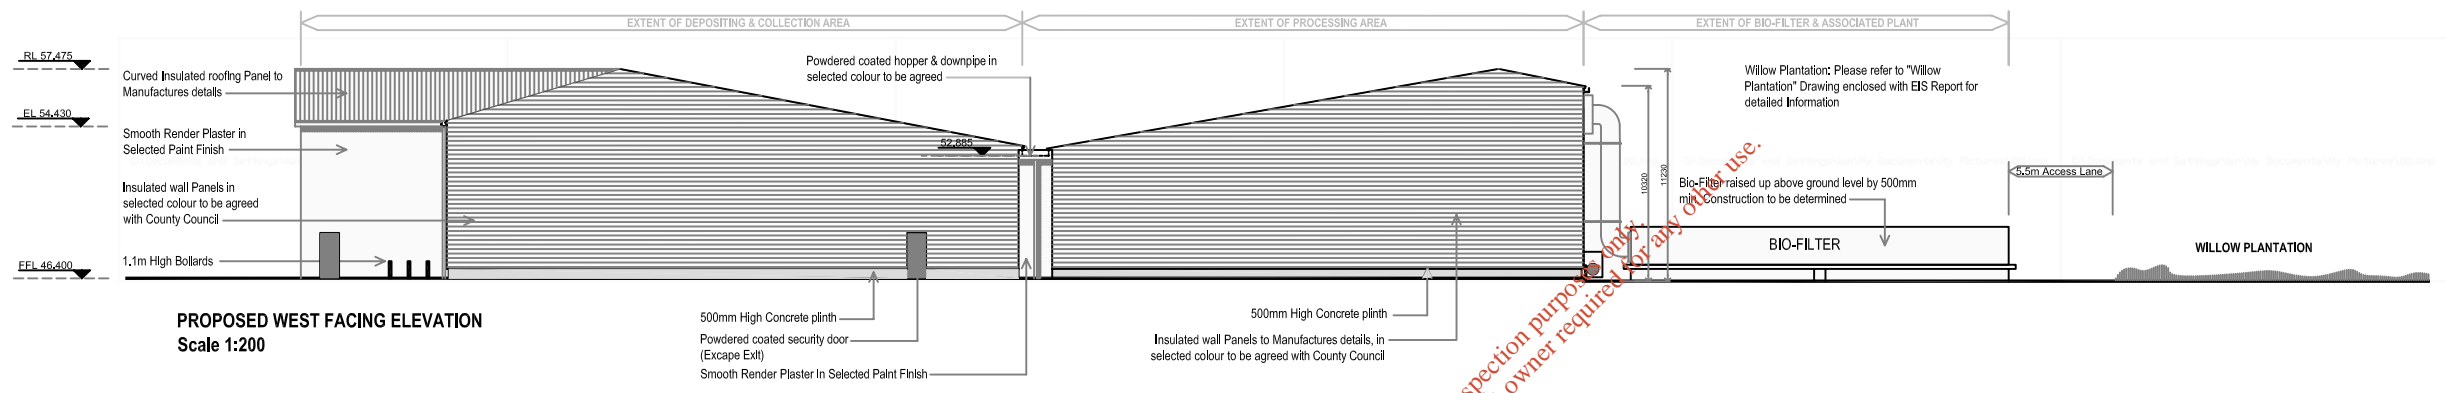 EXTENT OF DEPOSITING & COLLECTION AREA
EXTENT OF PROCESSING AREA
EXTENT OF BIO-FILTER & ASSOCIATED PLANT
RL 57.475
Curved Insulated roofing Panel to
Manufactures details
Powdered coated hopper & downpipe in
selected colour to be agreed
Willow Plantation: Please refer to "Willow
Plantation" Drawing enclosed with EIS Report for
detailed Information
EL 54.430
Smooth Render Plaster in
Selected Paint Finish
52.885
Insulated wall Panels in
selected colour to be agreed
with County Council
10320
11230
Bio-Filter raised up above ground level by 500mm
min. Construction to be determined
5.5m Access Lane
BIO-FILTER
WILLOW PLANTATION
1.1m High Bollards
FFL 46.400
PROPOSED WEST FACING ELEVATION
Scale 1:200
500mm High Concrete plinth
Powdered coated security door
(Excape Exit)
Smooth Render Plaster in Selected Paint Finish
500mm High Concrete plinth
Insulated wall Panels to Manufactures details, in
selected colour to be agreed with County Council
spection purposes only.
owner required for any other use.